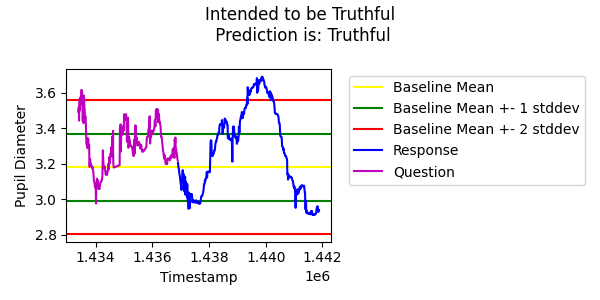 Intended to be Truthful
Prediction is: Truthful
Pupil Diameter
3.6
3.4
3.2
3.0
2.8
1.434
1.436
1.438
1.440
1.442
1e6
Timestamp
Baseline Mean
Baseline Mean +- 1 stddev
Baseline Mean +- 2 stddev
Response
Question